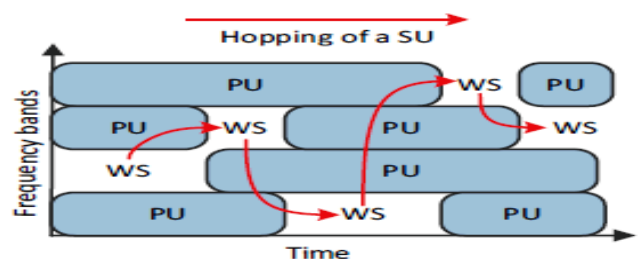 Hopping of a SU
Frequency bands
PU WS PU
PU WS PU WS
WS PU
PU WS PU
Time